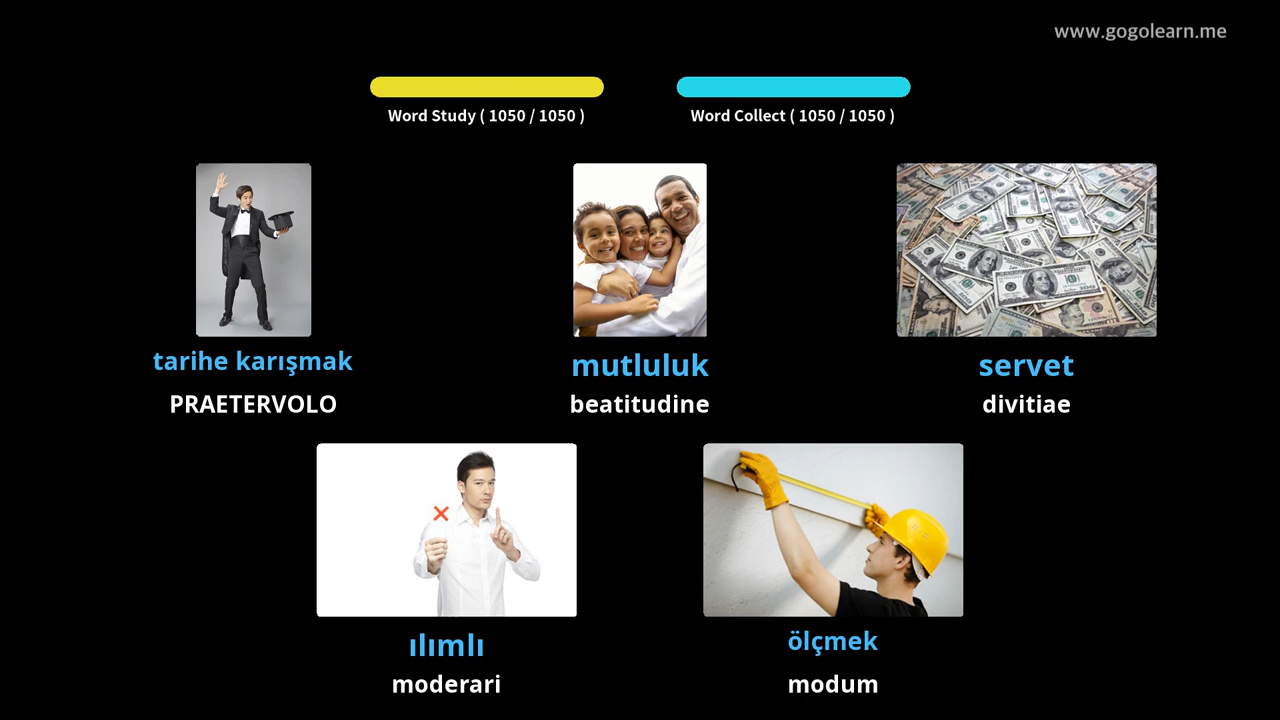 www.gogolearn.me
Word Study ( 1050 / 1050 )
Word Collect ( 1050 / 1050 )
tarihe karışmak
PRAETERVOLO
mutluluk
beatitudine
servet
divitiae
ılımlı
moderari
ölçmek
modum